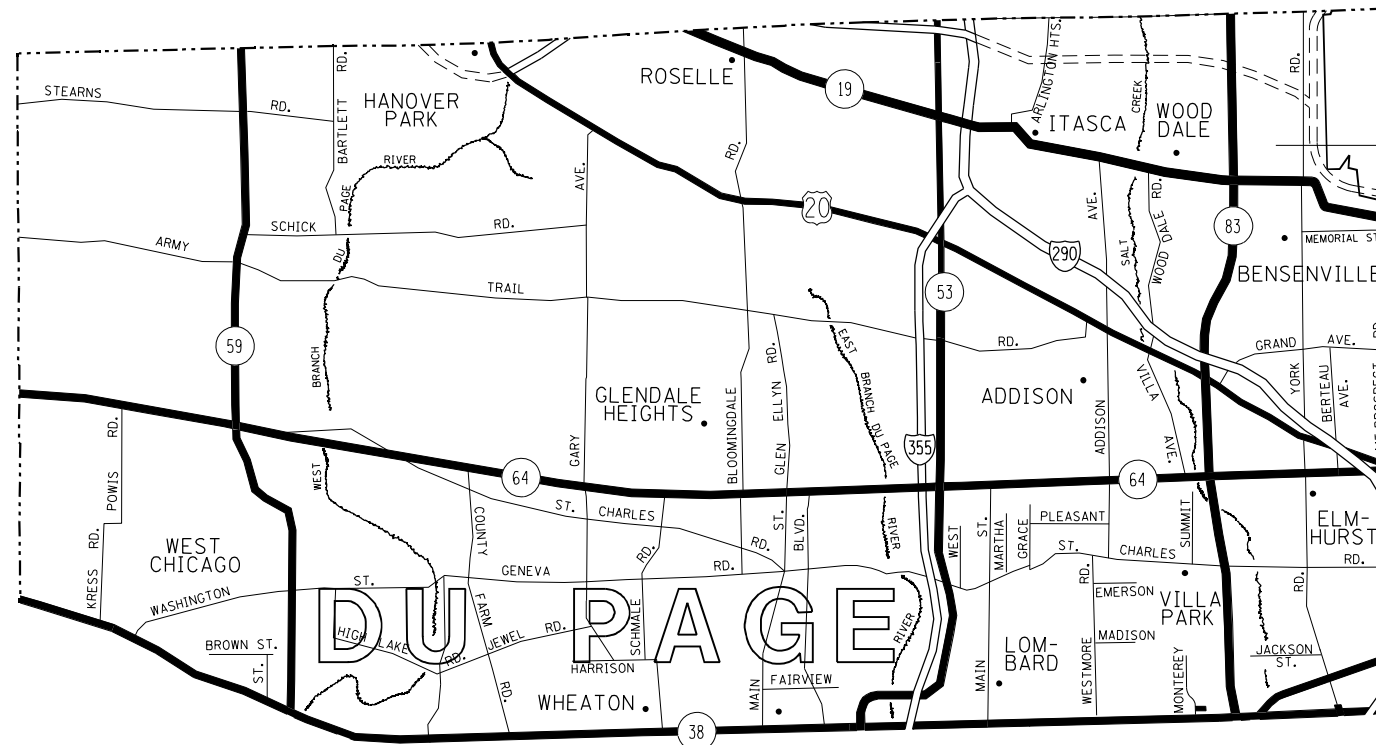 STEARNS
RD.
BARTLETT
RD.
HANOVER
PARK
ROSELLE
19
ARLINGTON HTS.
CREEK
ITASCA
WOOD
DALE
RD.
RIVER
PAGE
DU
BRANCH
WEST
AVE.
RD.
20
SCHICK
RD.
ARMY
TRAIL
RD.
290
AVE.
SALT
WOOD DALE
RD.
83
MEMORIAL ST
BENSENVILLE
53
59
EAST
BRANCH
DU PAGE
RIVER
RIVER
GLENDALE
HEIGHTS
GARY
BLOOMINGDALE
GLEN
ELLYN
RD.
ADDISON
ADDISON
VILLA
AVE.
GRAND
AVE.
YORK
BERTEAU
AVE.
RD.
355
64
64
POWIS
RD.
KRESS
RD.
WEST
CHICAGO
COUNTY
FARM
RD.
ST.
CHARLES
RD.
ST.
BLVD.
WEST
ST.
MARTHA
GRACE
PLEASANT
ST.
CHARLES
RD.
SUMMIT
ELM-
HURST
WASHINGTON
ST.
GENEVA
RD.
RD.
SCHMALE
DU PAGE
HIGH
LAKE
RD.
JEWEL
RD.
HARRISON
BROWN ST.
ST.
WHEATON
MAIN
FAIRVIEW
LOM-
BARD
MAIN
RD.
WESTMORE
EMERSON
MADISON
VILLA
PARK
MONTEREY
JACKSON
ST.
RD.
38